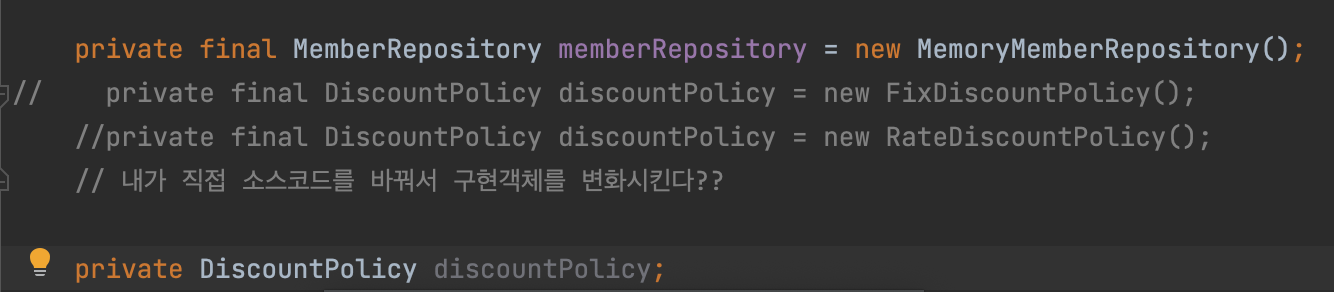 private final MemberRepository memberRepository = new MemoryMemberRepository();
//    private final DiscountPolicy discountPolicy = new FixDiscountPolicy();
//private final DiscountPolicy discountPolicy = new RateDiscountPolicy();
// 내가 직접 소스코드를 바꿔서 구현객체를 변화시킨다??
private DiscountPolicy discountPolicy;